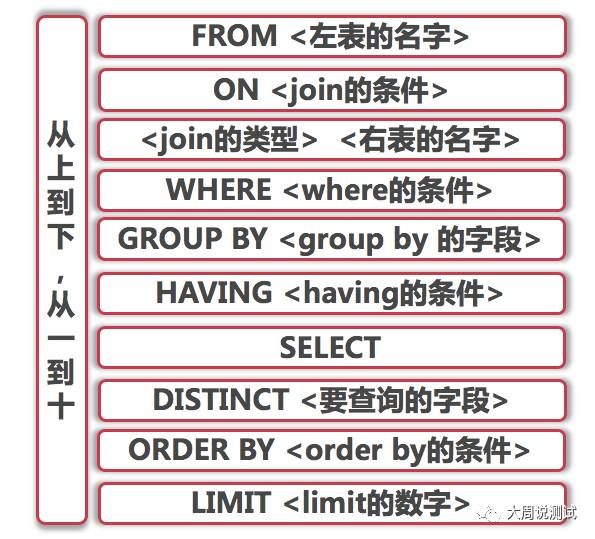 从上到下,从一到十
FROM <左表的名字>
ON <join的条件>
<join的类型> <右表的名字>
WHERE <where的条件>
GROUP BY <group by 的字段>
HAVING <having的条件>
SELECT
DISTINCT <要查询的字段>
ORDER BY <order by的条件>
LIMIT <limit的数字>
大周说测试